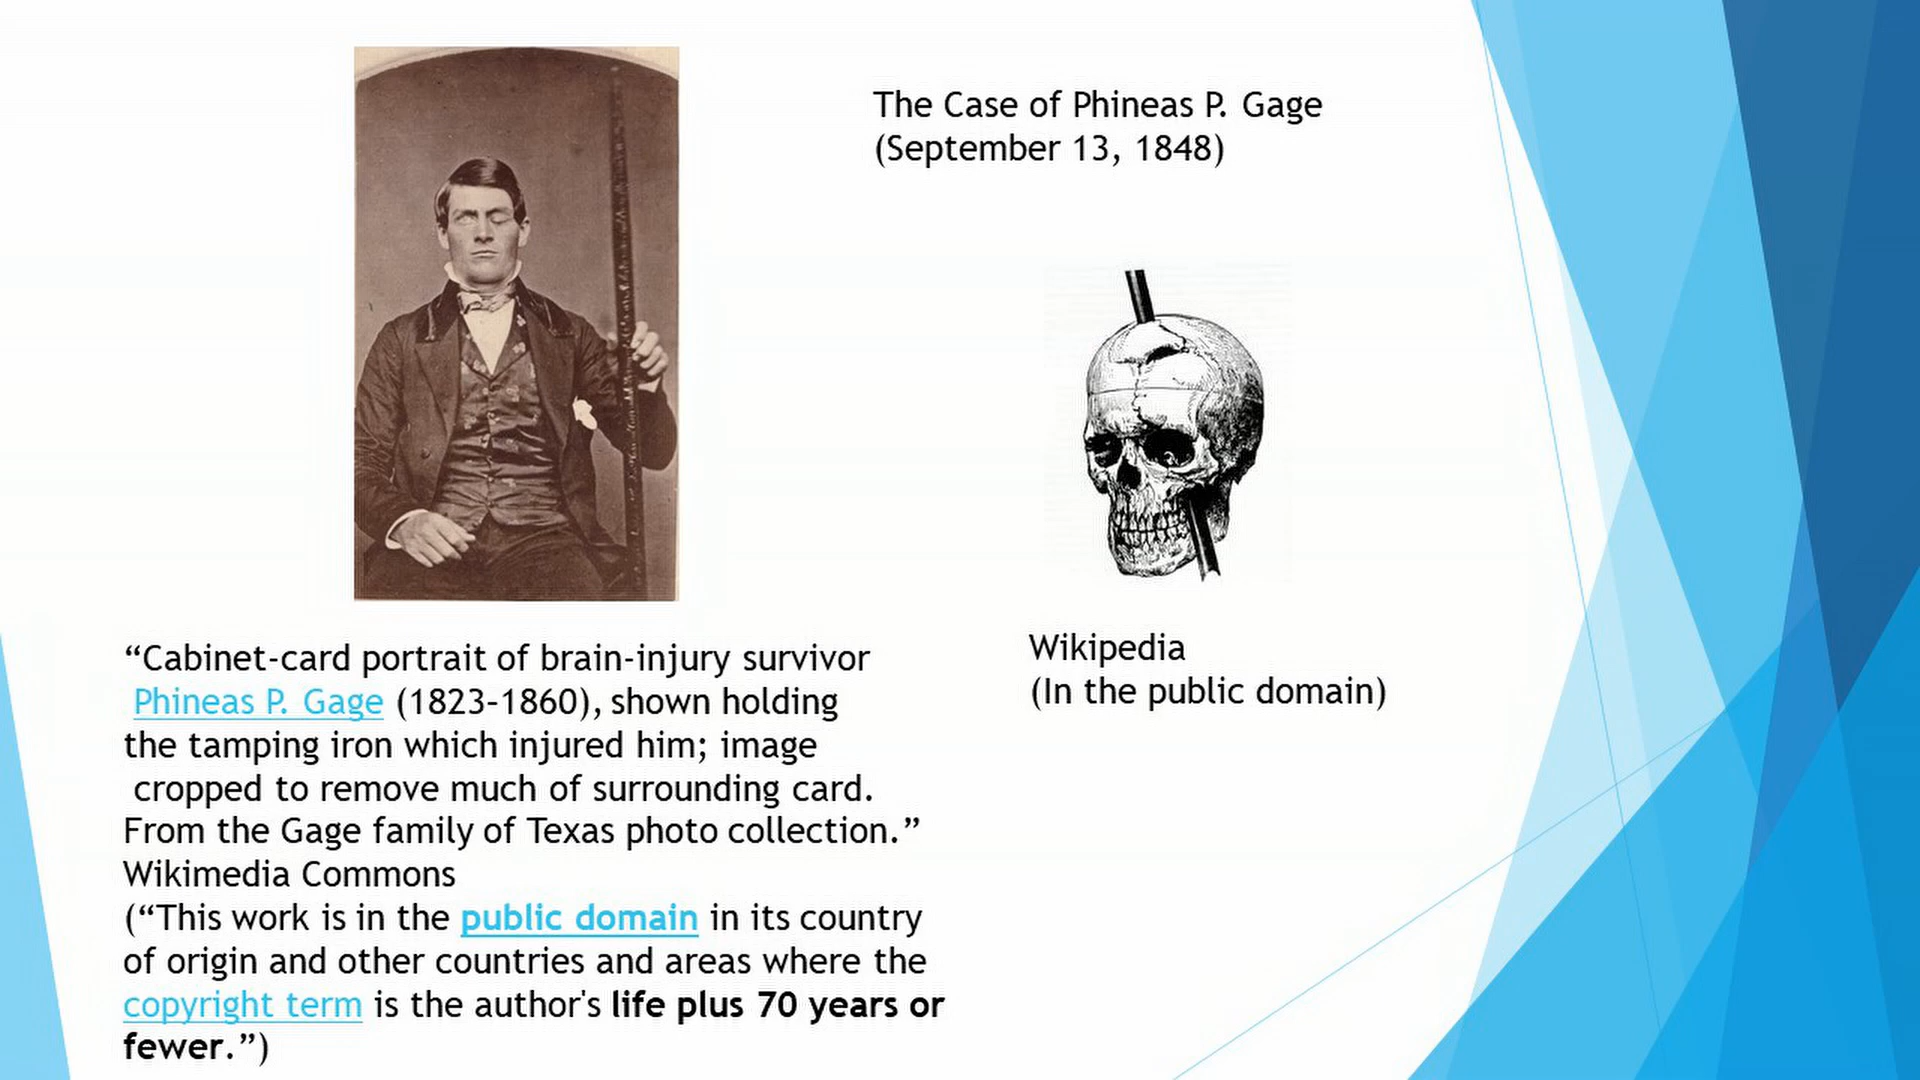 The Case of Phineas P. Gage
(September 13, 1848)
“Cabinet-card portrait of brain-injury survivor
Phineas P. Gage (1823–1860), shown holding
the tamping iron which injured him; image
cropped to remove much of surrounding card.
From the Gage family of Texas photo collection.”
Wikimedia Commons
(“This work is in the public domain in its country
of origin and other countries and areas where the
copyright term is the author's life plus 70 years or
fewer.”)
Wikipedia
(In the public domain)